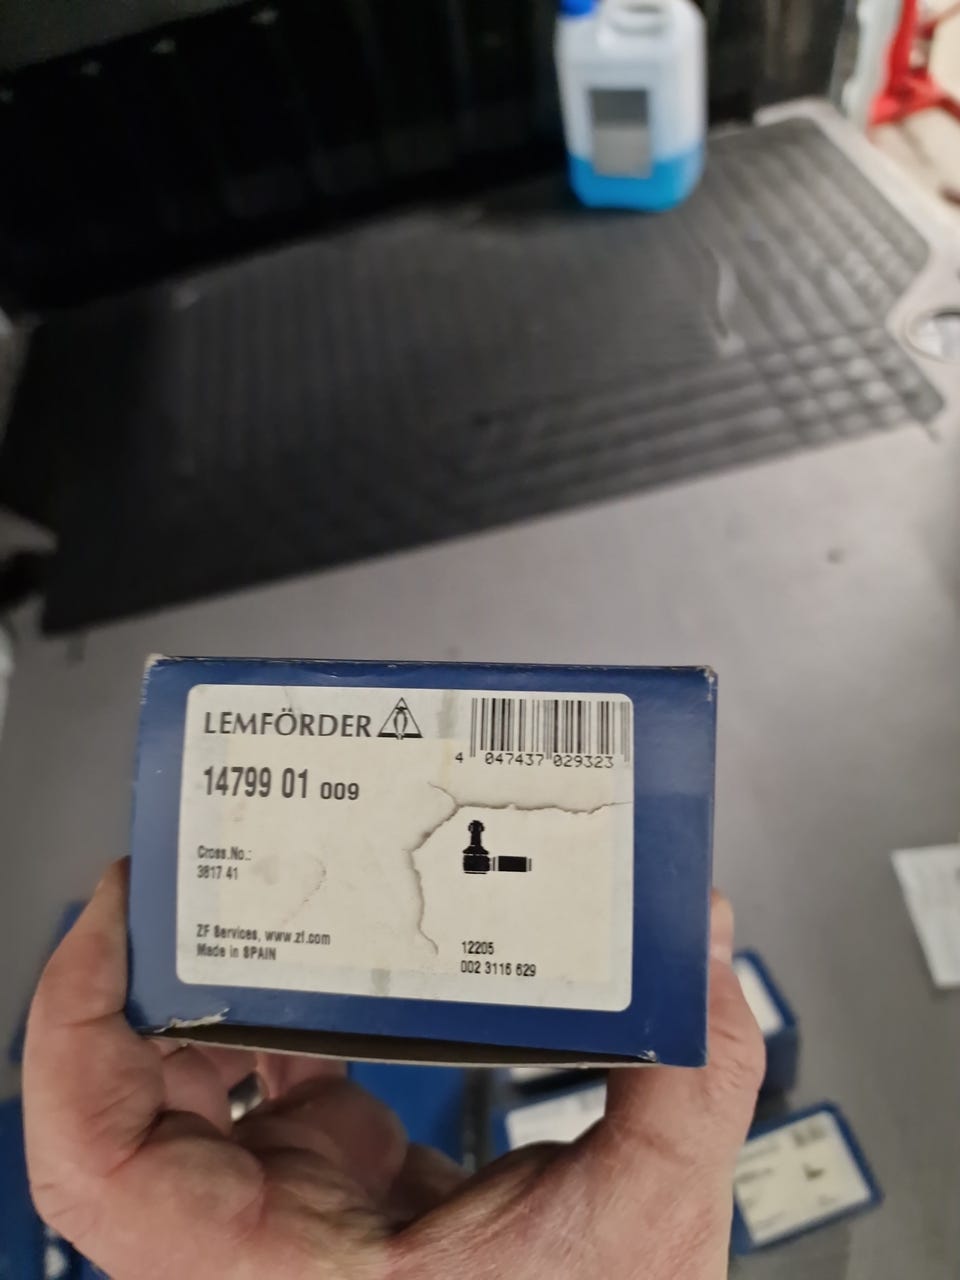 LEMFÖRDER
4 047437 029323
14799 01 009
Cross.No.:
3817 41
ZF Services, www.zf.com
Made in SPAIN
12205
002 3116 629